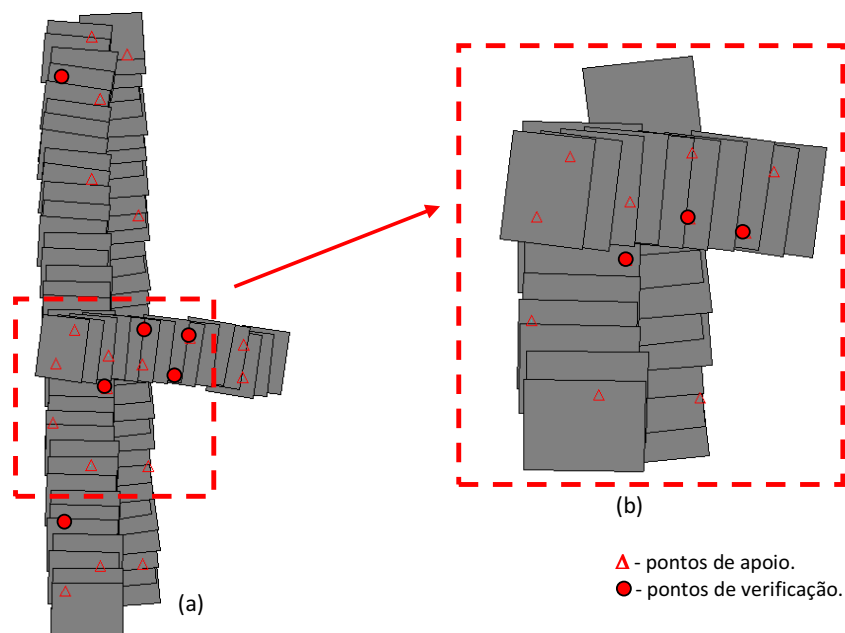 (b)
(a)
- pontos de apoio.
- pontos de verificação.